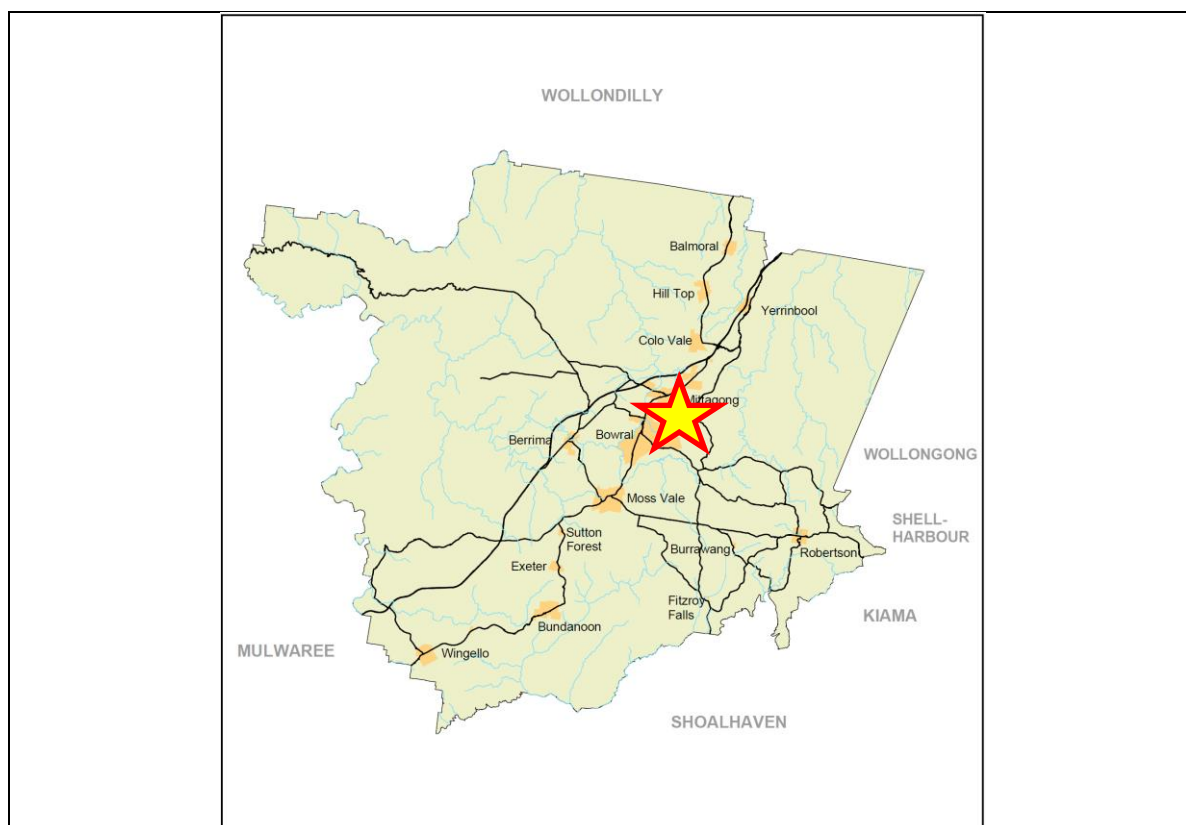 WOLLONDILLY
Balmoral
Hill Top
Yerrinbool
Colo Vale
Mittagong
Bowral
Berrima
WOLLONGONG
Moss Vale
SHELL-
HARBOUR
Sutton
Forest
Burrawang
Robertson
Exeter
Fitzroy
Falls
KIAMA
Bundanoon
MULWAREE
Wingello
SHOALHAVEN